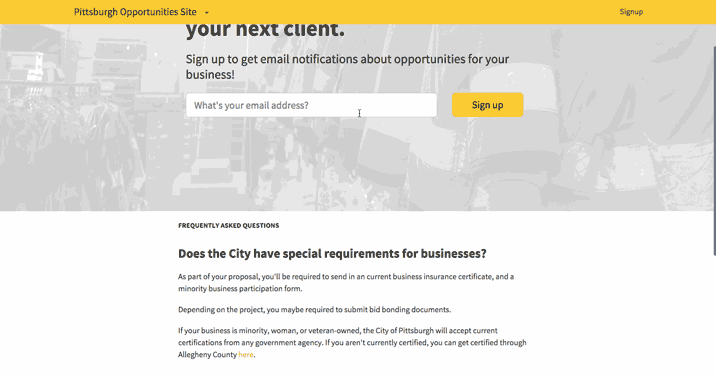 Pittsburgh Opportunities Site
Signup
your next client.
Sign up to get email notifications about opportunities for your
business!
What's your email address?
Sign up
FREQUENTLY ASKED QUESTIONS
Does the City have special requirements for businesses?
As part of your proposal, you'll be required to send in an current business insurance certificate, and a
minority business participation form.
Depending on the project, you maybe required to submit bid bonding documents.
If your business is minority, woman, or veteran-owned, the City of Pittsburgh will accept current
certifications from any government agency. If you aren't currently certified, you can get certified through
Allegheny County here.